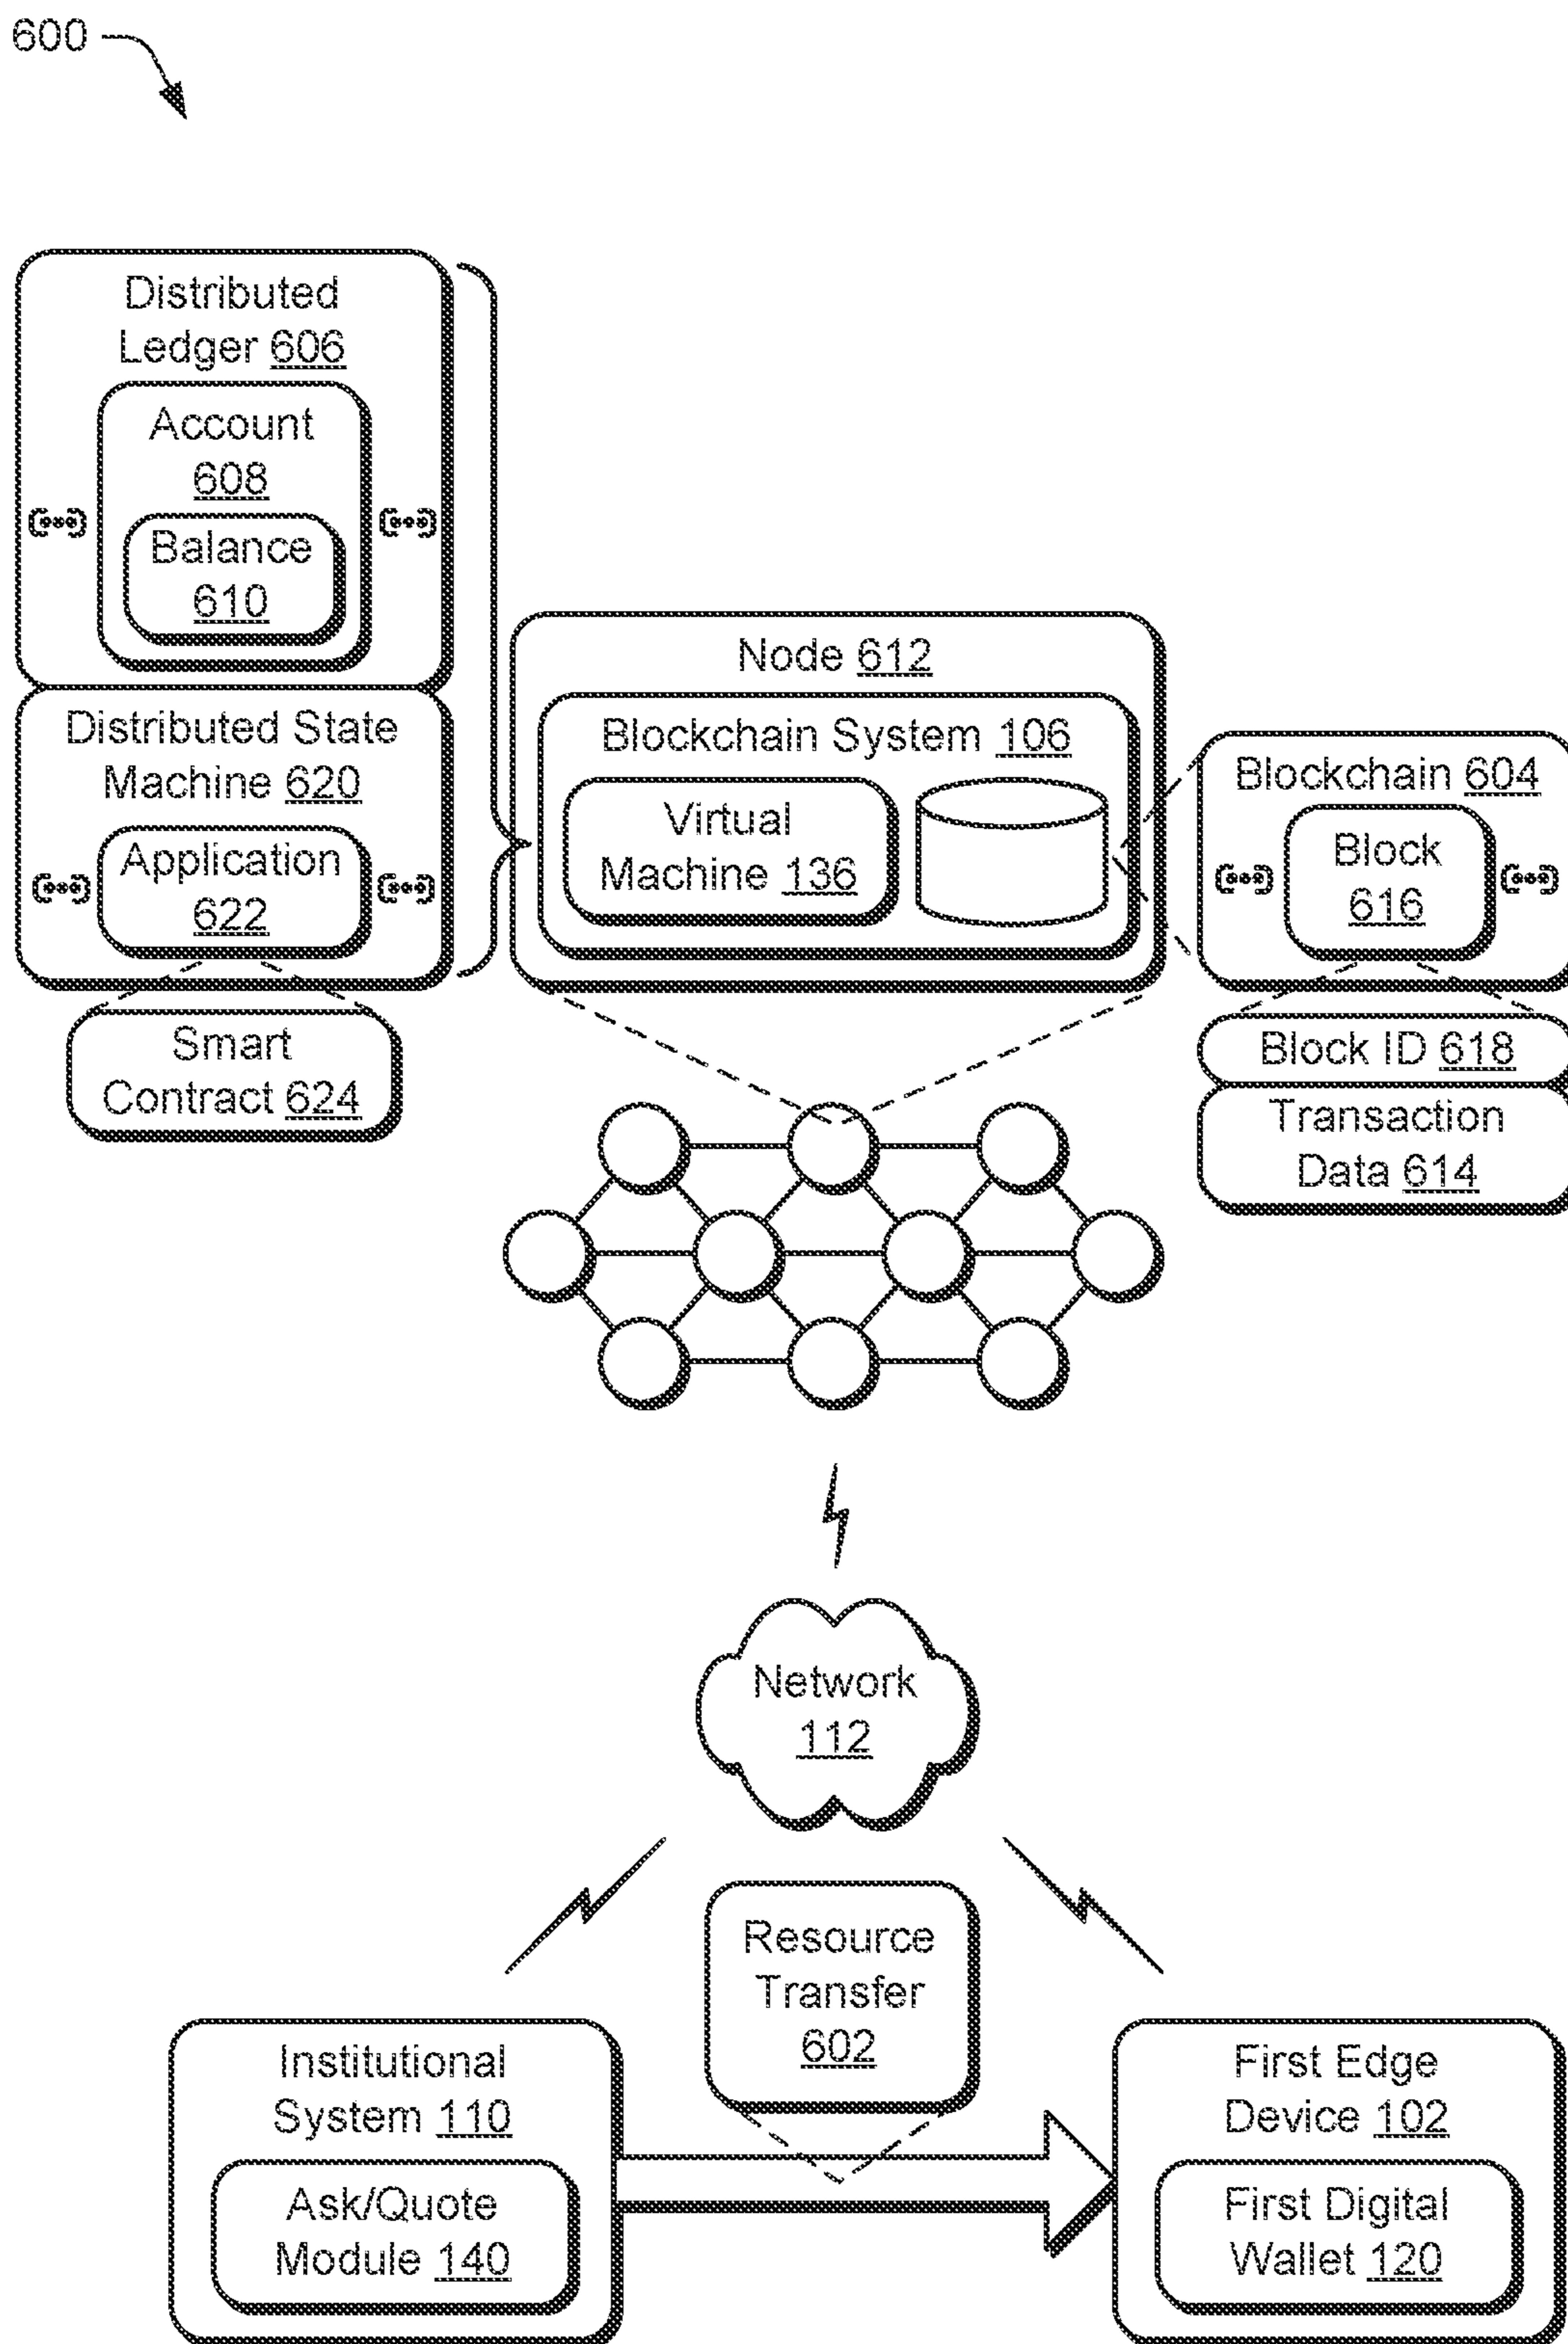 600
Distributed
Ledger 606
Account
608
Balance
610
Distributed State
Machine 620
Application
622
Smart
Contract 624
Node 612
Blockchain System 106
Virtual
Machine 136
Blockchain 604
Block
616
Block ID 618
Transaction
Data 614
Network
112
Resource
Transfer
602
Institutional
System 110
Ask/Quote
Module 140
First Edge
Device 102
First Digital
Wallet 120